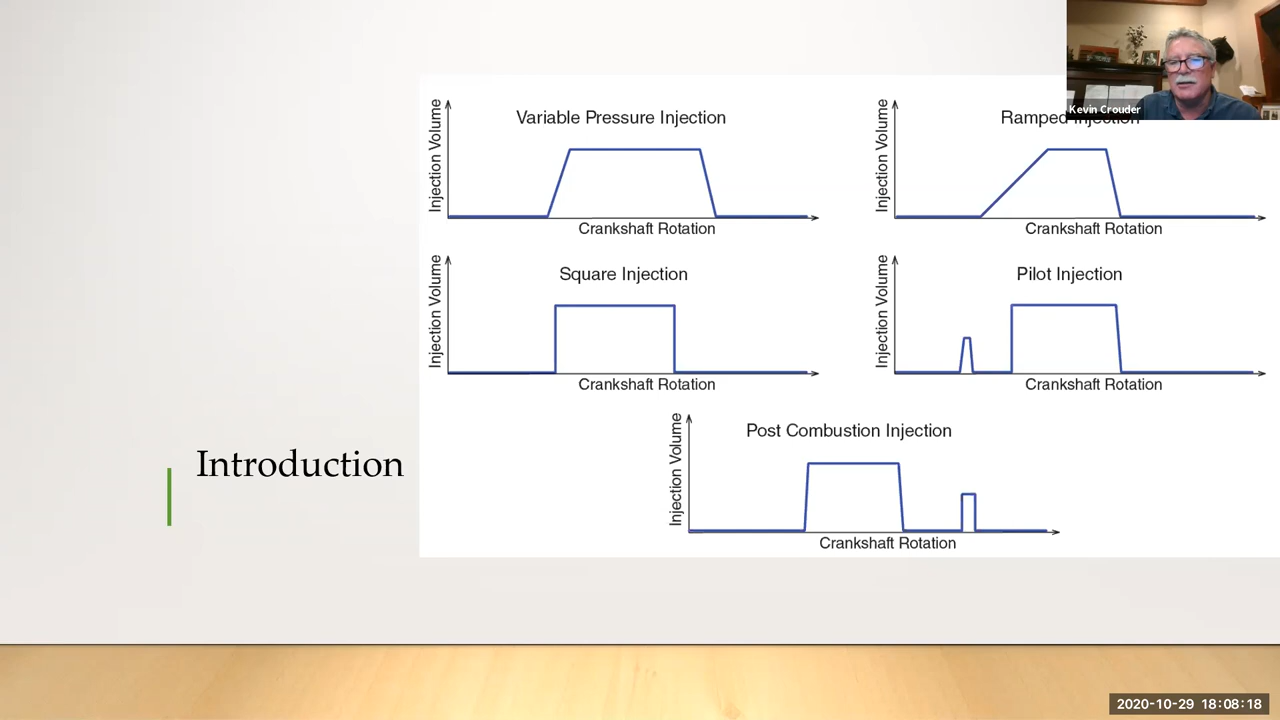 Kevin Crouder
Variable Pressure Injection
Injection Volume
Crankshaft Rotation
Ramped Injection
Injection Volume
Crankshaft Rotation
Square Injection
Injection Volume
Crankshaft Rotation
Pilot Injection
Injection Volume
Crankshaft Rotation
Post Combustion Injection
Injection Volume
Crankshaft Rotation
Introduction
2020-10-29 18:08:18